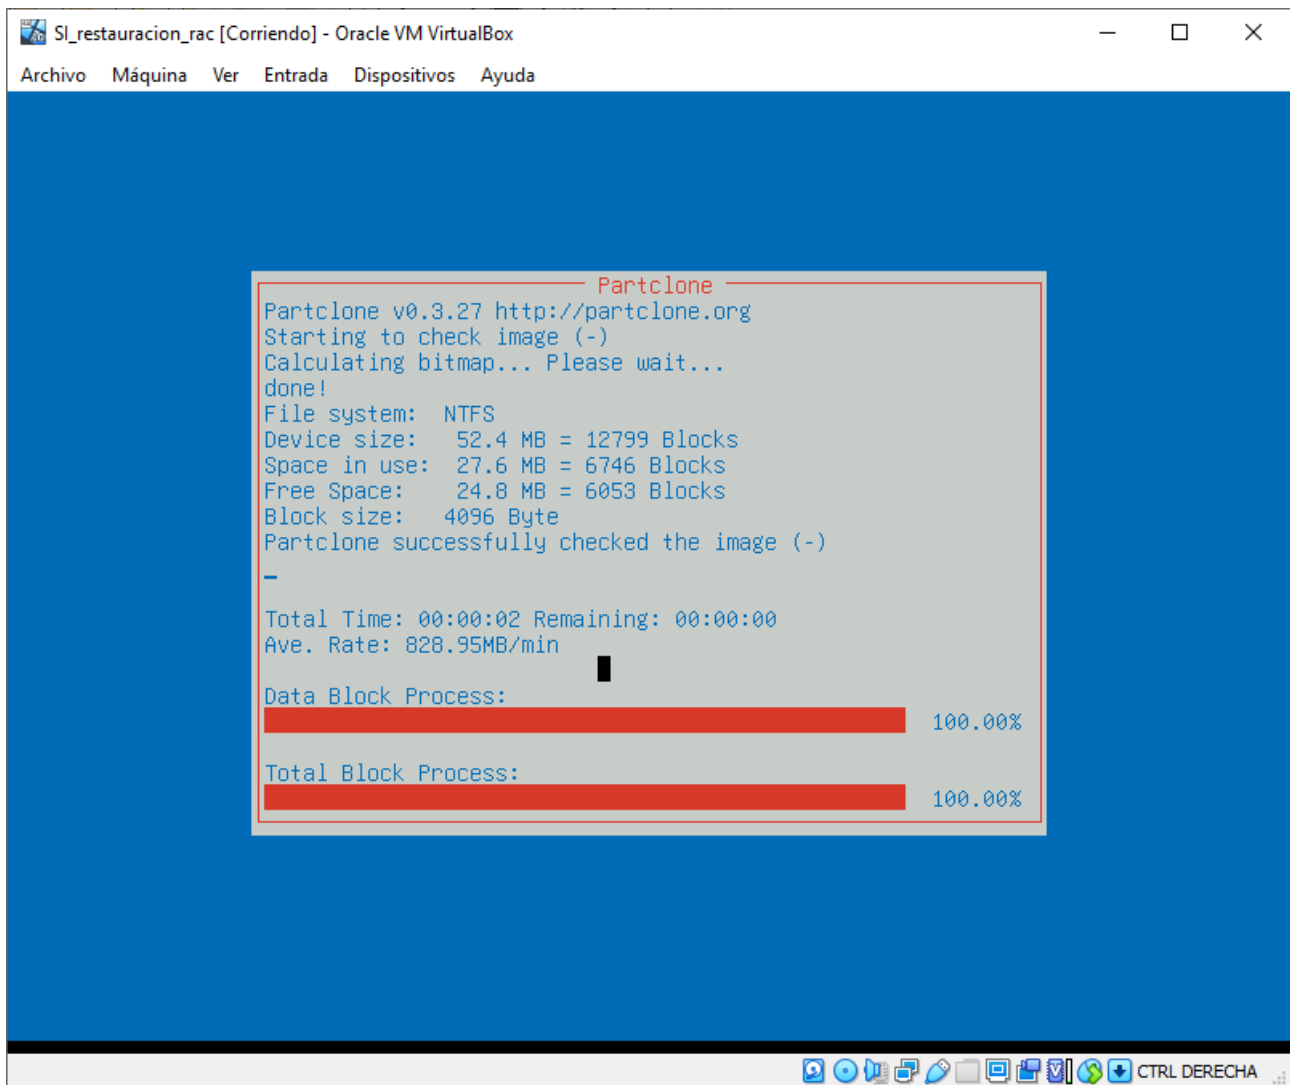 SI_restauracion_rac [Corriendo] - Oracle VM VirtualBox
Archivo Máquina Ver Entrada Dispositivos Ayuda
Partclone
Partclone v0.3.27 http://partclone.org
Starting to check image (-)
Calculating bitmap... Please wait...
done!
File system: NTFS
Device size: 52.4 MB = 12799 Blocks
Space in use: 27.6 MB = 6746 Blocks
Free Space: 24.8 MB = 6053 Blocks
Block size: 4096 Byte
Partclone successfully checked the image (-)
Total Time: 00:00:02 Remaining: 00:00:00
Ave. Rate: 828.95MB/min
Data Block Process:
100.00%
Total Block Process:
100.00%
CTRL DERECHA